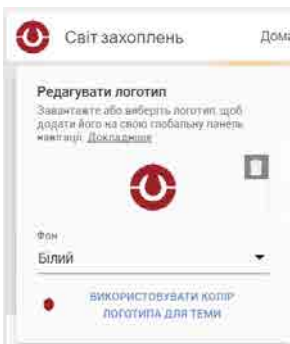 Світ захоплень
Дома
Редагувати логотип
Завантажте або виберіть логотип, щоб
додати його на свою глобальну панель
навігації. Докладніше
Фон
Білий
ВИКОРИСТОВУВАТИ КОЛІР
ЛОГОТИПА ДЛЯ ТЕМИ